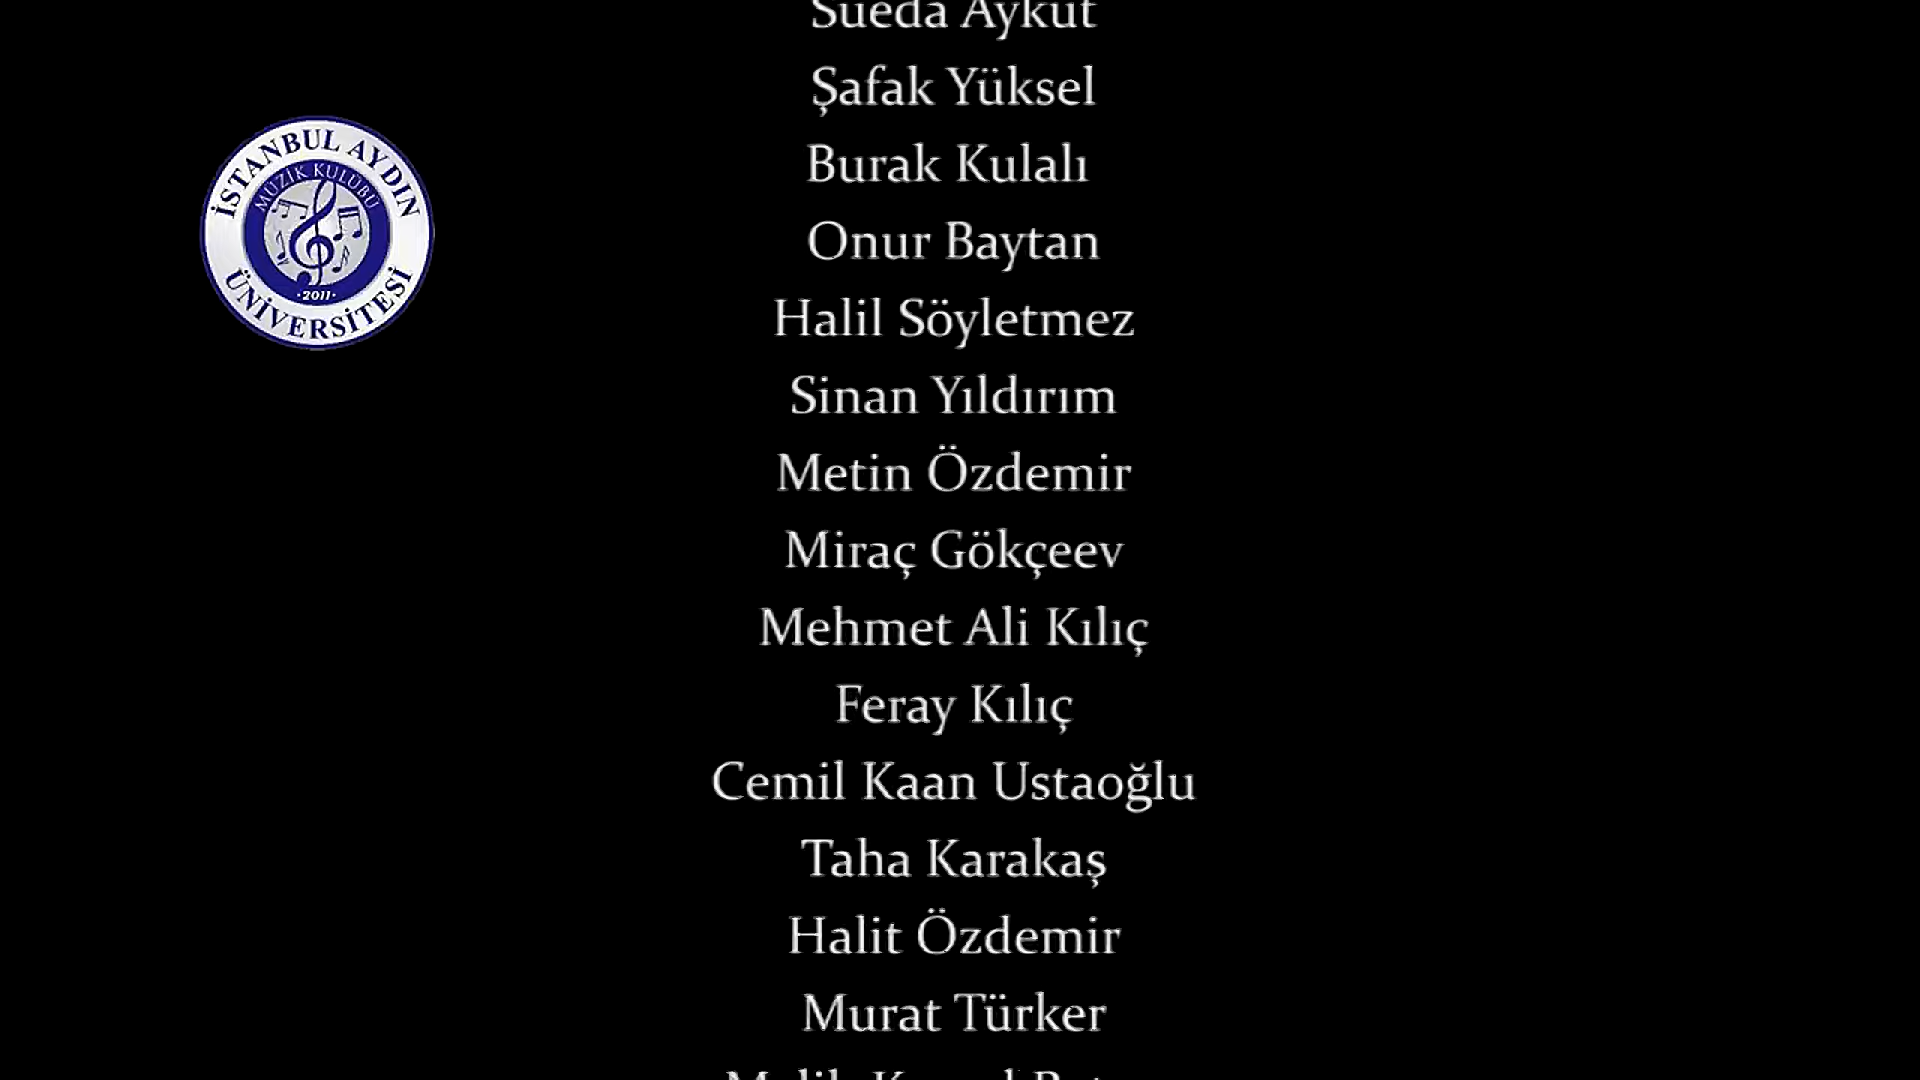 İSTANBUL AYDIN
MÜZİK KULÜBÜ
·2011·
ÜNİVERSİTESİ
Sueda Aykut
Şafak Yüksel
Burak Kulalı
Onur Baytan
Halil Söyletmez
Sinan Yıldırım
Metin Özdemir
Miraç Gökçeev
Mehmet Ali Kılıç
Feray Kılıç
Cemil Kaan Ustaoğlu
Taha Karakaş
Halit Özdemir
Murat Türker